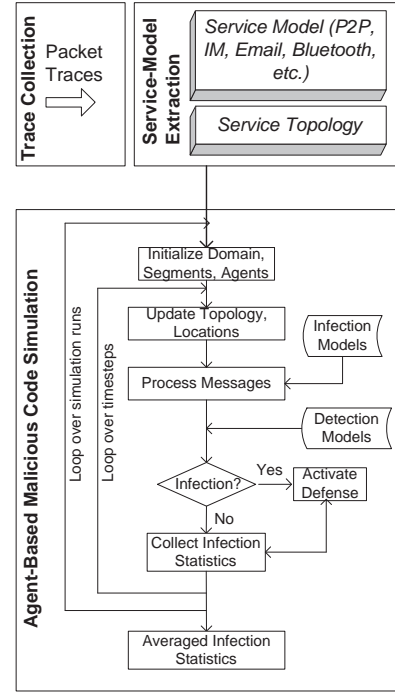 Trace Collection
Packet
Traces
Service-Model
Extraction
Service Model (P2P,
IM, Email, Bluetooth,
etc.)
Service Topology
Agent-Based Malicious Code Simulation
Loop over simulation runs
Loop over timesteps
Initialize Domain,
Segments, Agents
Update Topology,
Locations
Infection
Models
Process Messages
Detection
Models
Infection?
Yes
Activate
Defense
No
Collect Infection
Statistics
Averaged Infection
Statistics